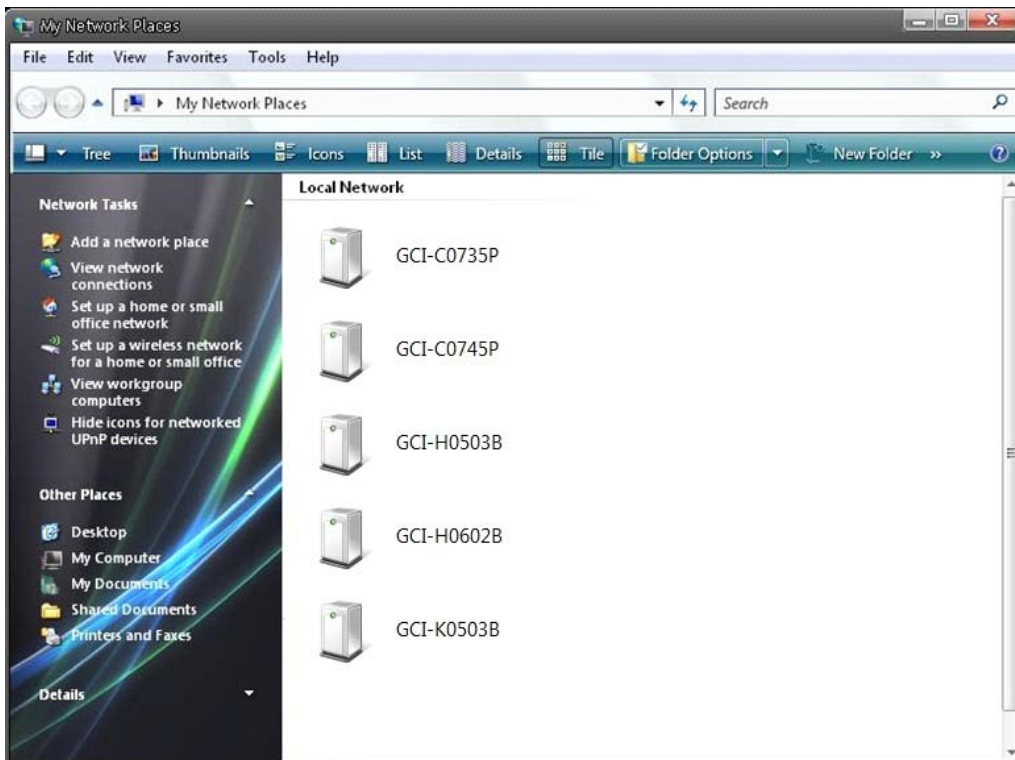 My Network Places
File Edit View Favorites Tools Help
My Network Places
Search
Tree Thumbnails Icons List Details Tile Folder Options New Folder »
Network Tasks
Add a network place
View network
connections
Set up a home or small
office network
Set up a wireless network
for a home or small office
View workgroup
computers
Hide icons for networked
UPnP devices
Other Places
Desktop
My Computer
My Documents
Shared Documents
Printers and Faxes
Details
Local Network
GCI-C0735P
GCI-C0745P
GCI-H0503B
GCI-H0602B
GCI-K0503B